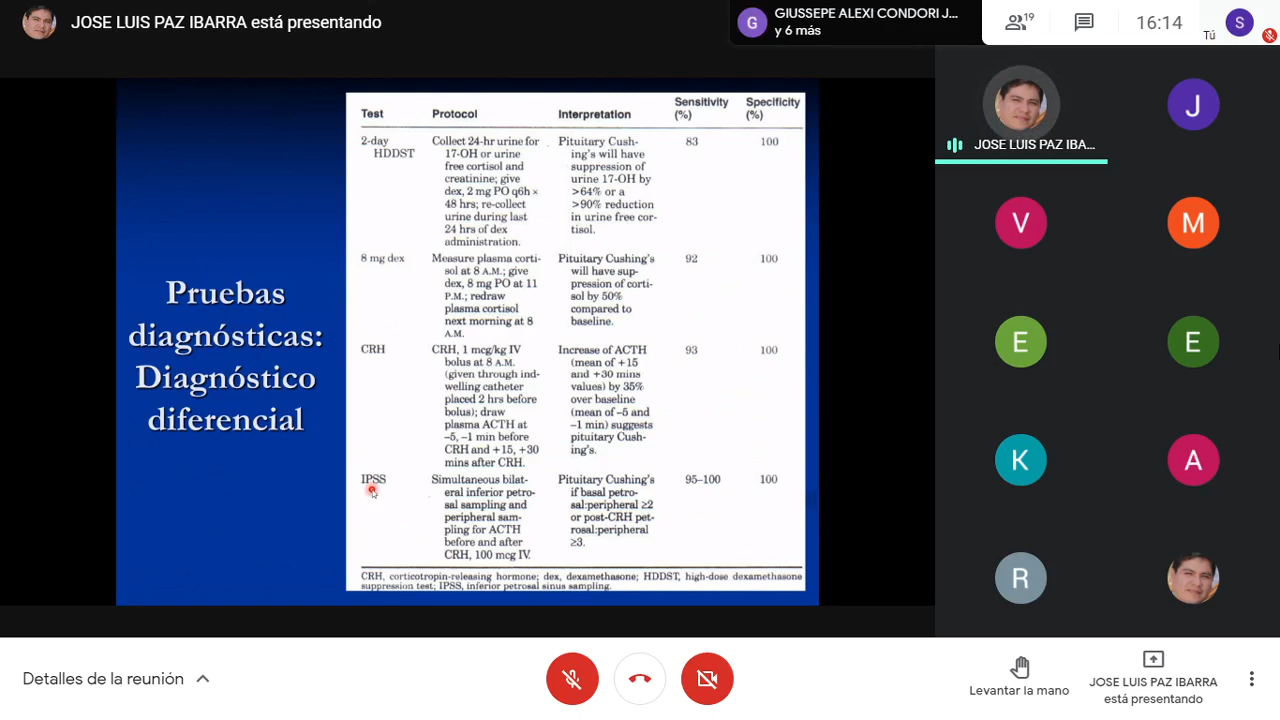 JOSE LUIS PAZ IBARRA está presentando
G
GIUSSEPE ALEXI CONDORI J...
y 6 más
19
16:14
Tú
S
Pruebas
diagnósticas:
Diagnóstico
diferencial
Test Protocol Interpretation Sensitivity (%) Specificity (%)
2-day HDDST
Collect 24-hr urine for
17-OH or urine
free cortisol and
creatinine; give
dex, 2 mg PO q6h ×
48 hrs; re-collect
urine during last
24 hrs of dex
administration.
Pituitary Cush-
ing's will have
suppression of
urine 17-OH by
>64% or a
>90% reduction
in urine free cor-
tisol.
83
100
8 mg dex
Measure plasma corti-
sol at 8 A.M.; give
dex, 8 mg PO at 11
P.M.; redraw
plasma cortisol
next morning at 8
A.M.
Pituitary Cushing's
will have sup-
pression of corti-
sol by 50%
compared to
baseline.
92
100
CRH
CRH, 1 mcg/kg IV
bolus at 8 A.M.
(given through ind-
welling catheter
placed 2 hrs before
bolus); draw
plasma ACTH at
–5, –1 min before
CRH and +15, +30
mins after CRH.
Increase of ACTH
(mean of +15
and +30 mins
values) by 35%
over baseline
(mean of –5 and
–1 min) suggests
pituitary Cush-
ing's.
93
100
IPSS
Simultaneous bilat-
eral inferior petro-
sal sampling and
peripheral sam-
pling for ACTH
before and after
CRH, 100 mcg IV.
Pituitary Cushing's
if basal petro-
sal:peripheral ≥2
or post-CRH pet-
rosal:peripheral
≥3.
95–100
100
CRH, corticotropin-releasing hormone; dex, dexamethasone; HDDST, high-dose dexamethasone
suppression test; IPSS, inferior petrosal sinus sampling.
J
JOSE LUIS PAZ IBA...
V
M
E
E
K
A
R
Detalles de la reunión
Levantar la mano
JOSE LUIS PAZ IBARRA
está presentando